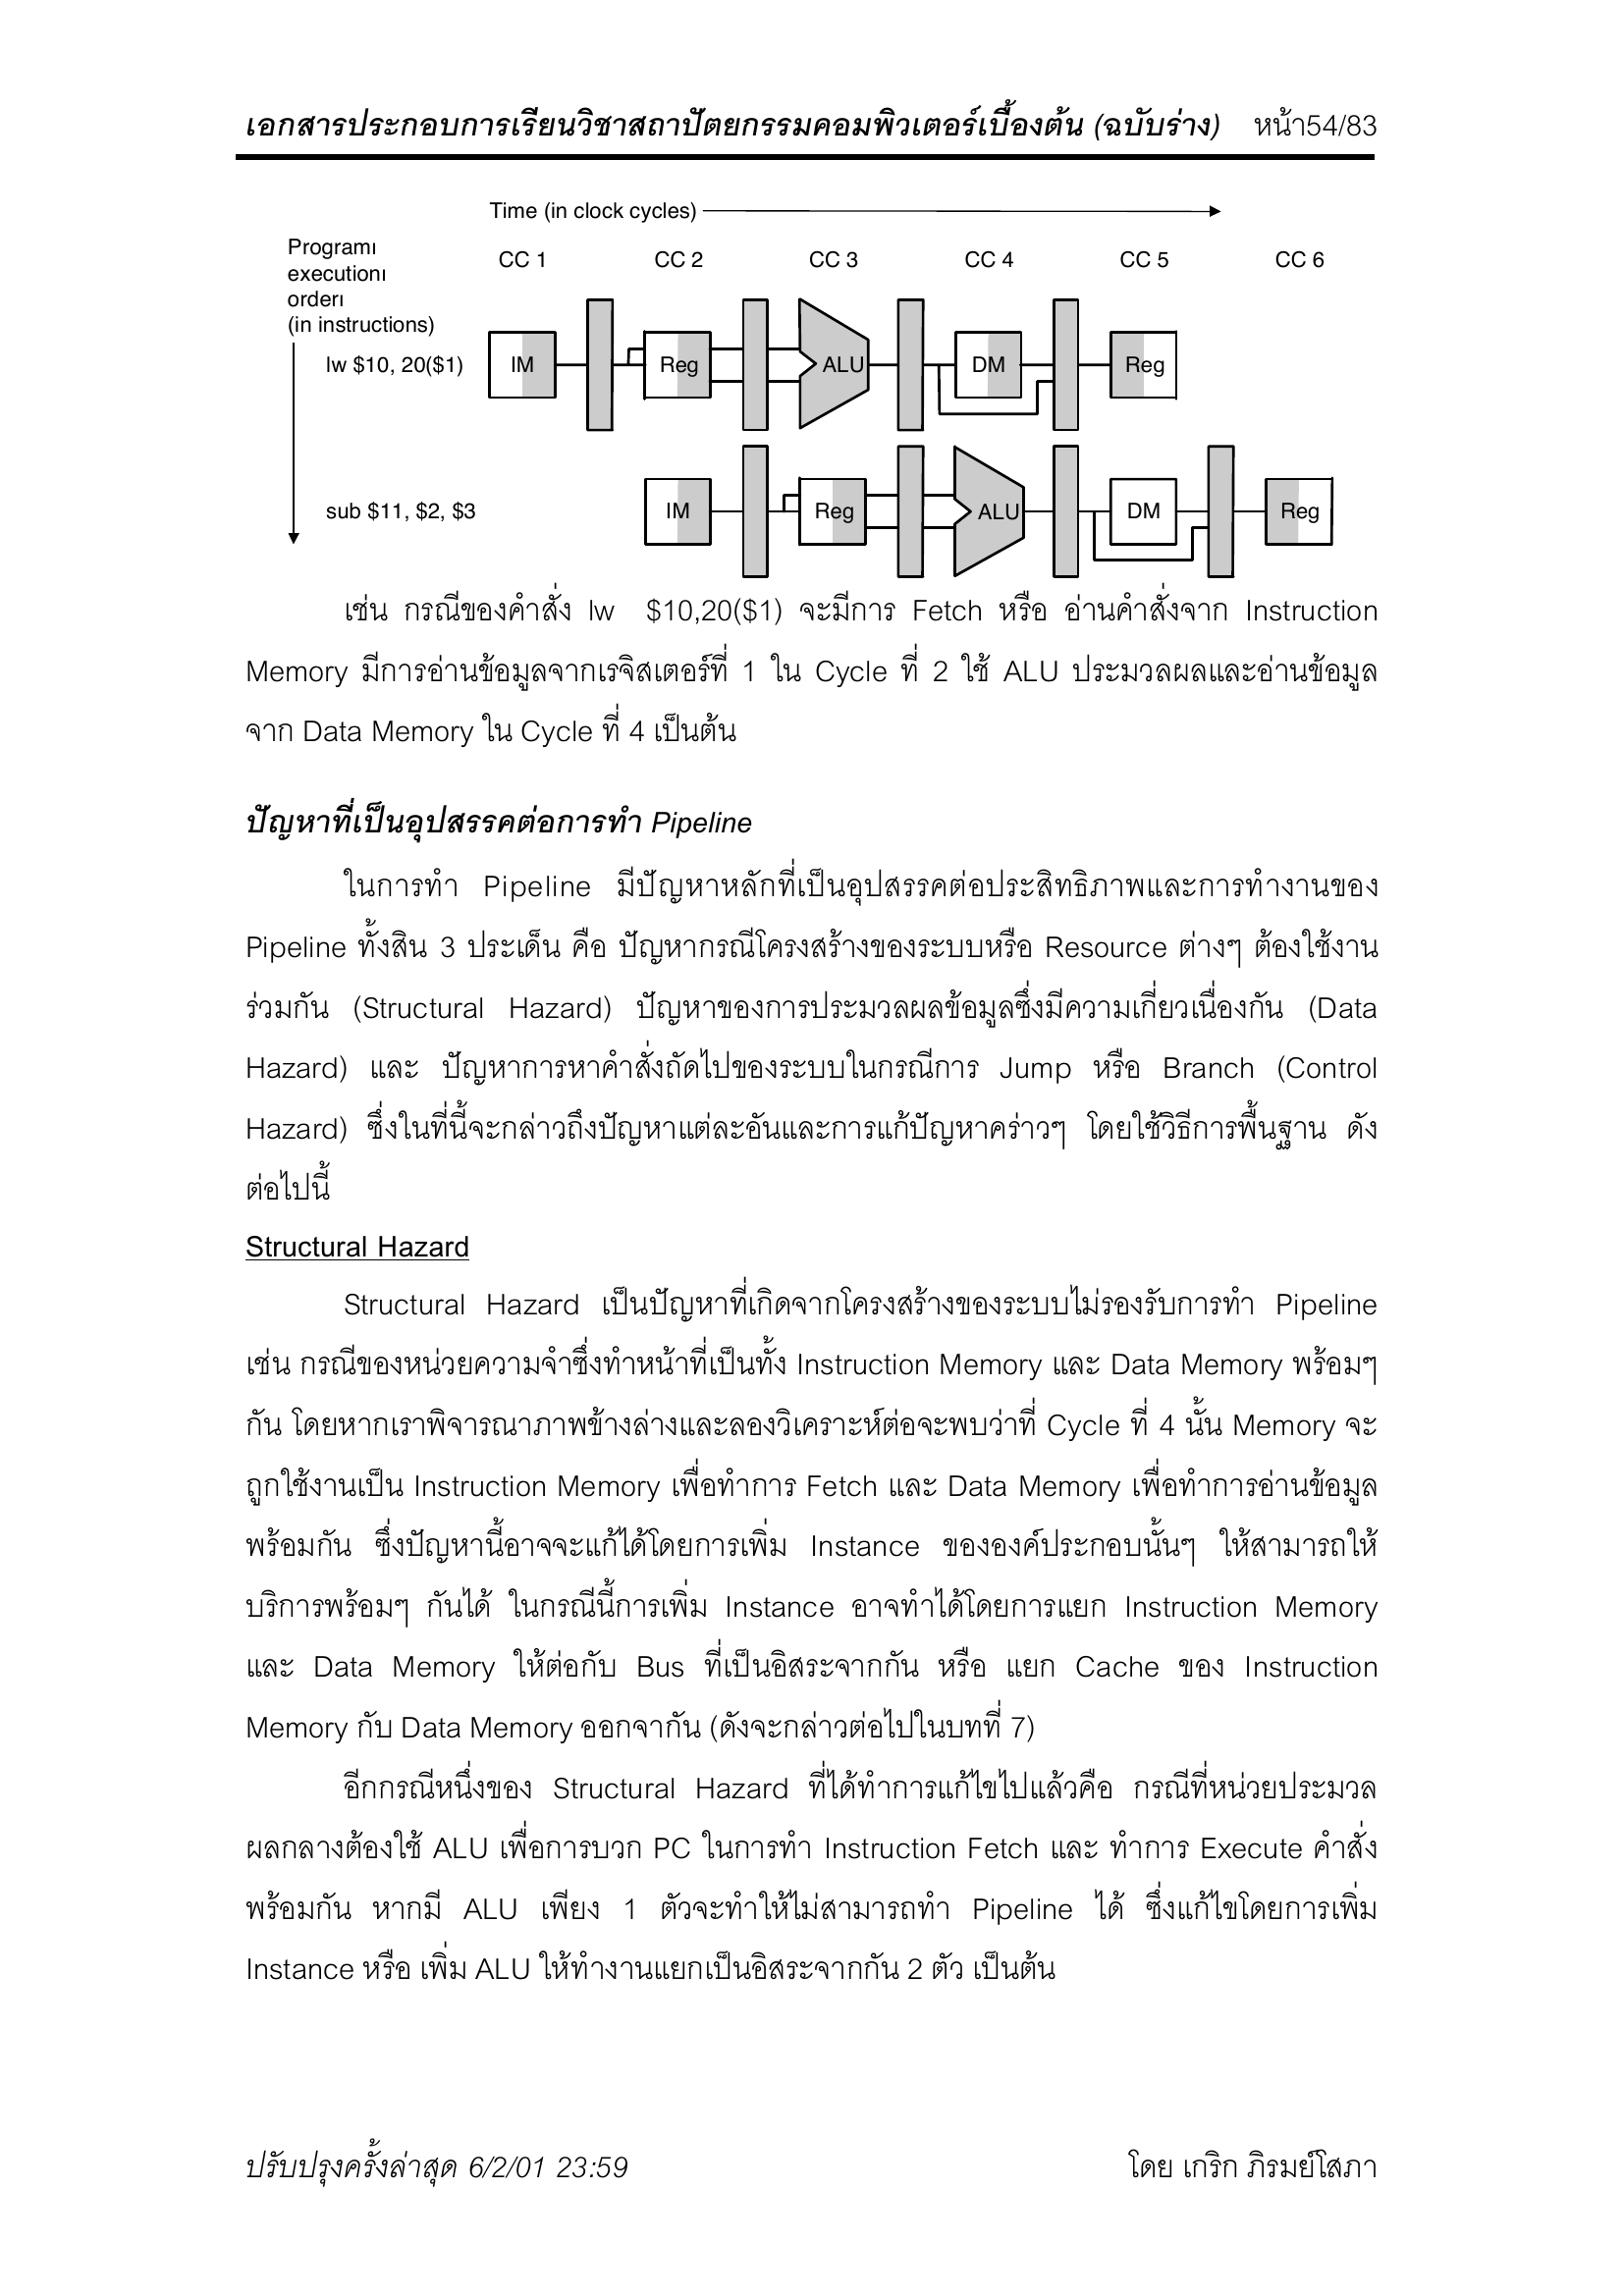 เอกสารประกอบการเรียนวิชาสถาปัตยกรรมคอมพิวเตอร์เบื้องต้น (ฉบับร่าง) หน้า54/83
Time (in clock cycles)
Programı
executionı
orderı
(in instructions)
CC 1 CC 2 CC 3 CC 4 CC 5 CC 6
lw $10, 20($1) IM Reg ALU DM Reg
sub $11, $2, $3 IM Reg ALU DM Reg
เช่น กรณีของคำสั่ง lw $10,20($1) จะมีการ Fetch หรือ อ่านคำสั่งจาก Instruction
Memory มีการอ่านข้อมูลจากเรจิสเตอร์ที่ 1 ใน Cycle ที่ 2 ใช้ ALU ประมวลผลและอ่านข้อมูล
จาก Data Memory ใน Cycle ที่ 4 เป็นต้น
ปัญหาที่เป็นอุปสรรคต่อการทำ Pipeline
ในการทำ Pipeline มีปัญหาหลักที่เป็นอุปสรรคต่อประสิทธิภาพและการทำงานของ
Pipeline ทั้งสิน 3 ประเด็น คือ ปัญหากรณีโครงสร้างของระบบหรือ Resource ต่างๆ ต้องใช้งาน
ร่วมกัน (Structural Hazard) ปัญหาของการประมวลผลข้อมูลซึ่งมีความเกี่ยวเนื่องกัน (Data
Hazard) และ ปัญหาการหาคำสั่งถัดไปของระบบในกรณีการ Jump หรือ Branch (Control
Hazard) ซึ่งในที่นี้จะกล่าวถึงปัญหาแต่ละอันและการแก้ปัญหาคร่าวๆ โดยใช้วิธีการพื้นฐาน ดัง
ต่อไปนี้
Structural Hazard
Structural Hazard เป็นปัญหาที่เกิดจากโครงสร้างของระบบไม่รองรับการทำ Pipeline
เช่น กรณีของหน่วยความจำซึ่งทำหน้าที่เป็นทั้ง Instruction Memory และ Data Memory พร้อมๆ
กัน โดยหากเราพิจารณาภาพข้างล่างและลองวิเคราะห์ต่อจะพบว่าที่ Cycle ที่ 4 นั้น Memory จะ
ถูกใช้งานเป็น Instruction Memory เพื่อทำการ Fetch และ Data Memory เพื่อทำการอ่านข้อมูล
พร้อมกัน ซึ่งปัญหานี้อาจจะแก้ได้โดยการเพิ่ม Instance ขององค์ประกอบนั้นๆ ให้สามารถให้
บริการพร้อมๆ กันได้ ในกรณีนี้การเพิ่ม Instance อาจทำได้โดยการแยก Instruction Memory
และ Data Memory ให้ต่อกับ Bus ที่เป็นอิสระจากกัน หรือ แยก Cache ของ Instruction
Memory กับ Data Memory ออกจากัน (ดังจะกล่าวต่อไปในบทที่ 7)
อีกกรณีหนึ่งของ Structural Hazard ที่ได้ทำการแก้ไขไปแล้วคือ กรณีที่หน่วยประมวล
ผลกลางต้องใช้ ALU เพื่อการบวก PC ในการทำ Instruction Fetch และ ทำการ Execute คำสั่ง
พร้อมกัน หากมี ALU เพียง 1 ตัวจะทำให้ไม่สามารถทำ Pipeline ได้ ซึ่งแก้ไขโดยการเพิ่ม
Instance หรือ เพิ่ม ALU ให้ทำงานแยกเป็นอิสระจากกัน 2 ตัว เป็นต้น
ปรับปรุงครั้งล่าสุด 6/2/01 23:59 โดย เกริก ภิรมย์โสภา